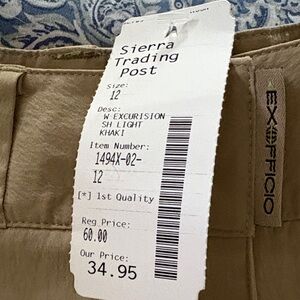 Sierra
Trading
Post
Size:
12
Desc:
W EXCURISION
SH LIGHT
KHAKI
Item Number:
1494X-02-
12
[*] 1st Quality
Reg Price:
60.00
Our Price:
34.95
EXOFFICIO